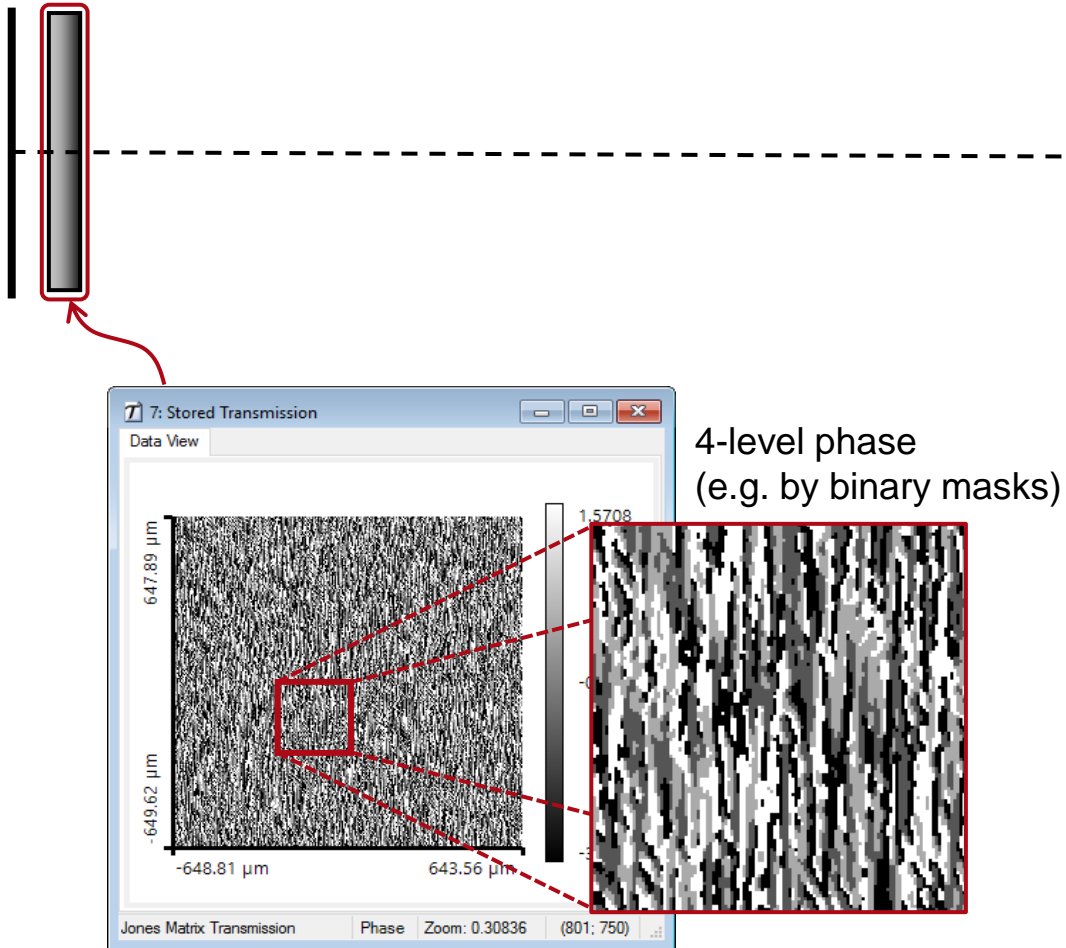 7: Stored Transmission
Data View
4-level phase
(e.g. by binary masks)
1.5708
647.89 µm
-649.62 µm
-648.81 µm
643.56 µm
Jones Matrix Transmission
Phase
Zoom: 0.30836
(801; 750)